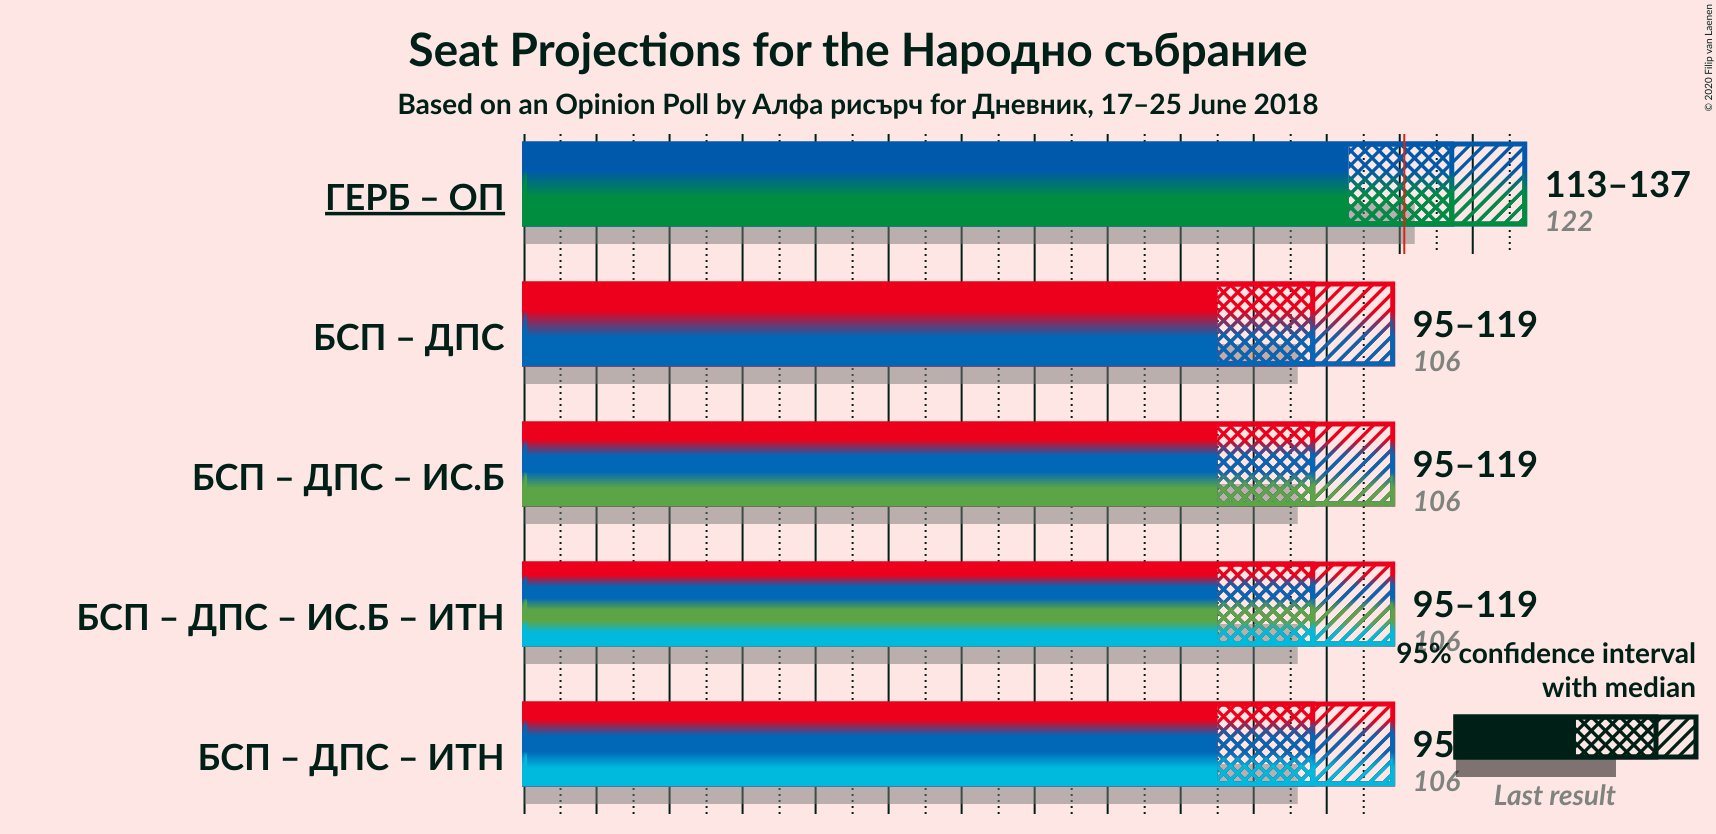 Seat Projections for the Народно събрание
Based on an Opinion Poll by Алфа рисърч for Дневник, 17–25 June 2018
© 2020 Filip van Laenen
ГЕРБ – ОП
113–137
122
БСП – ДПС
95–119
106
БСП – ДПС – ИС.Б
95–119
106
БСП – ДПС – ИС.Б – ИТН
95–119
106
95% confidence interval
with median
БСП – ДПС – ИТН
95
106
Last result